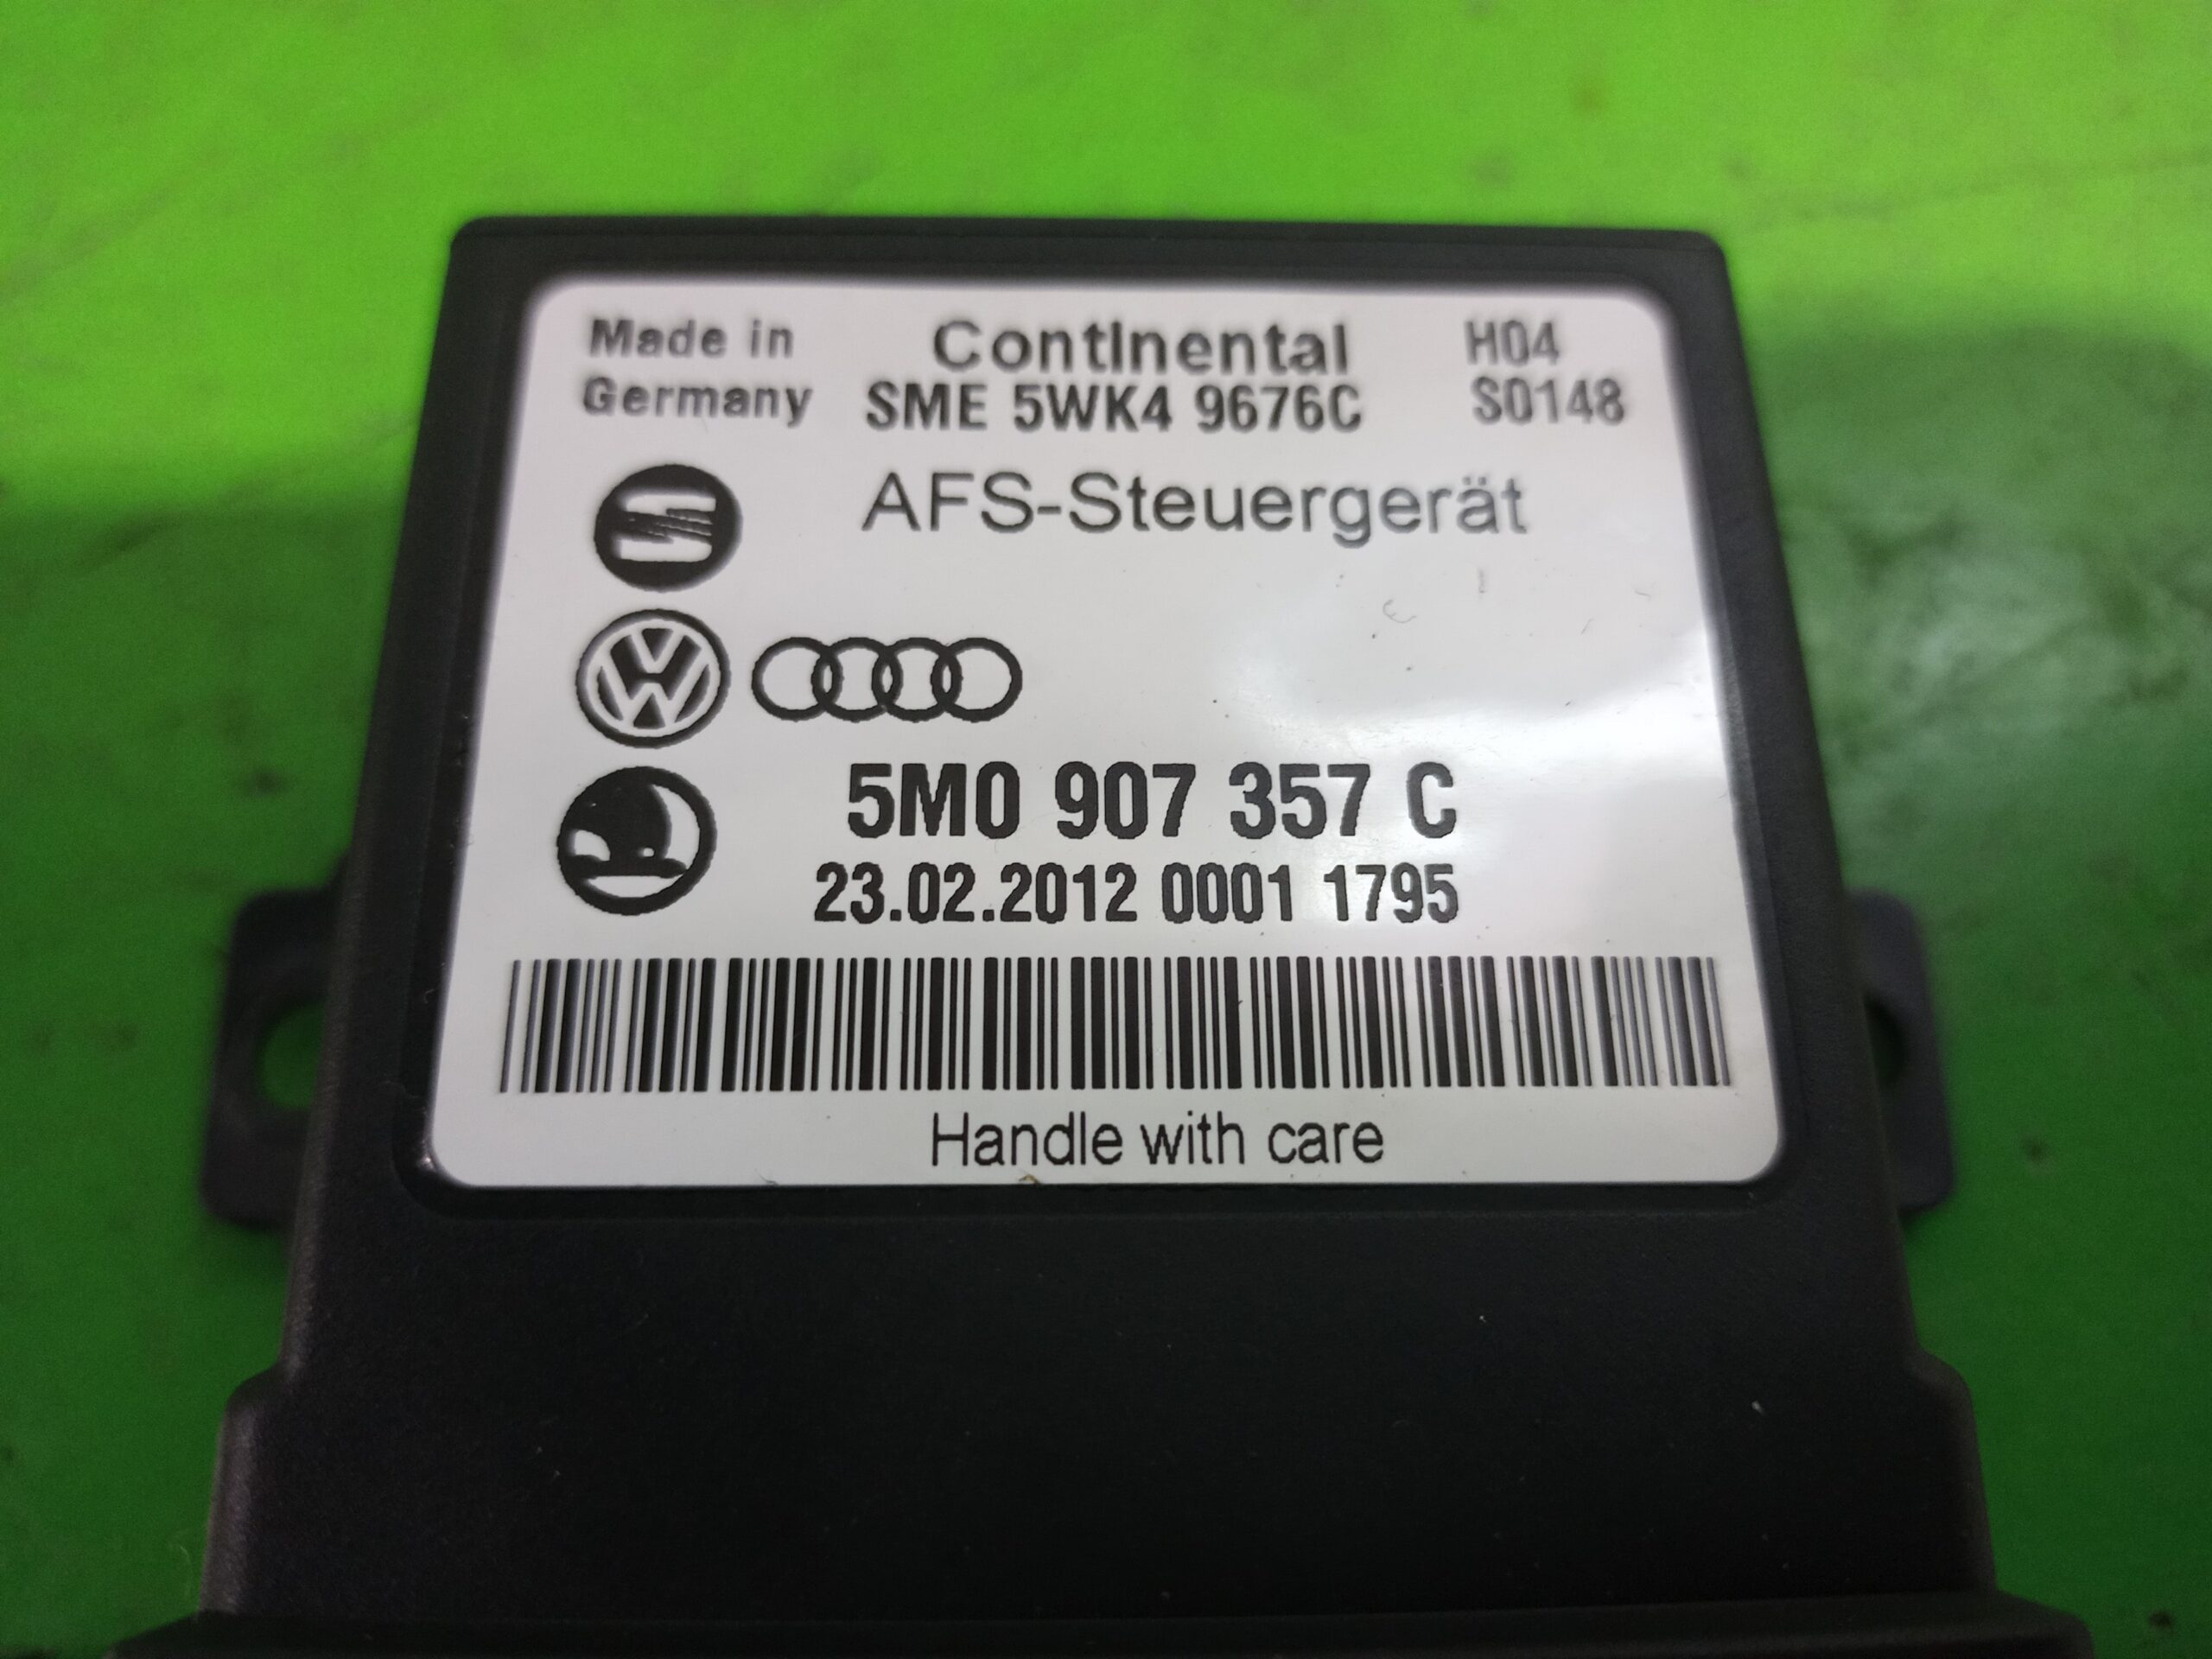 Made in Germany
Continental
SME 5WK4 9676C
H04
S0148
AFS-Steuergerät
5M0 907 357 C
23.02.2012 0001 1795
Handle with care